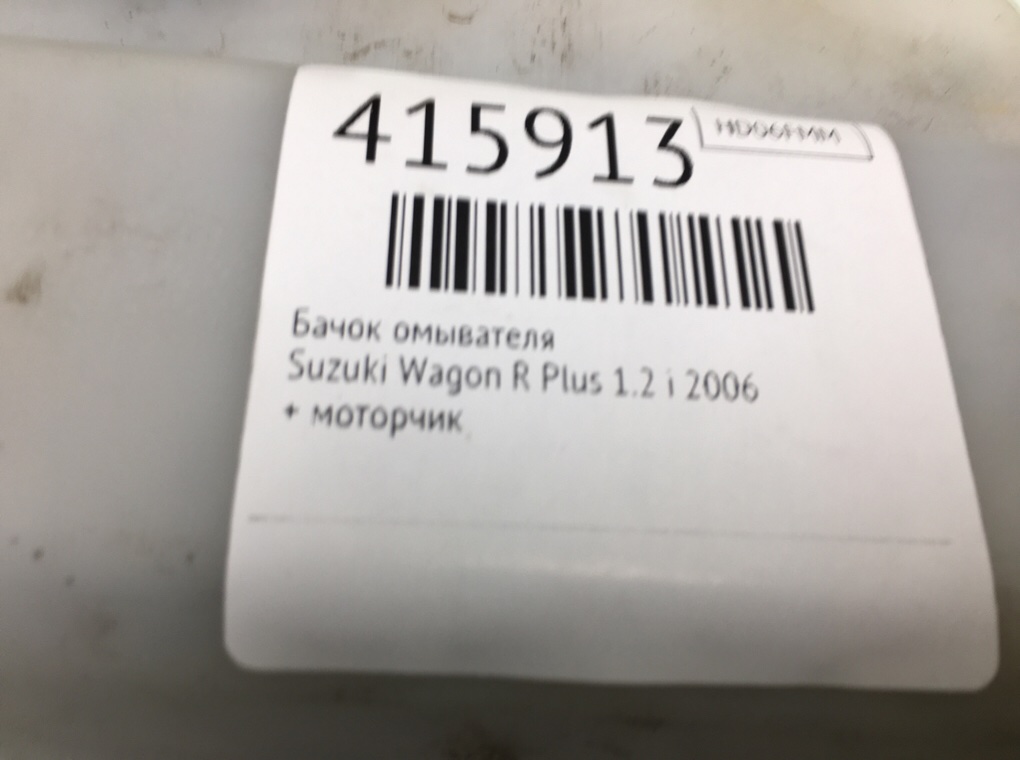 415913
Бачок омывателя
Suzuki Wagon R Plus 1.2 i 2006
+ моторчик